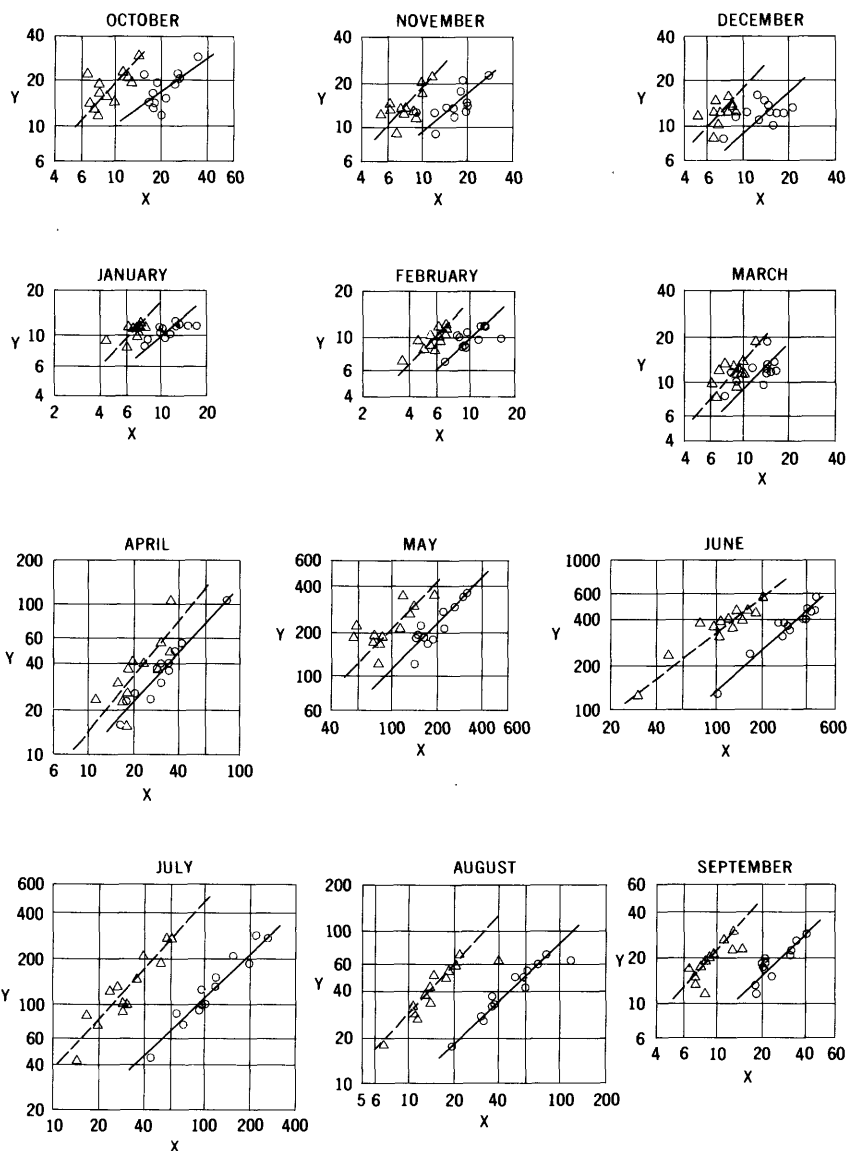 OCTOBER
40
20
Y
10
6
4 6 10 20 40 60
X
NOVEMBER
40
20
Y
10
6
4 6 10 20 40
X
DECEMBER
40
20
Y
10
6
4 6 10 20 40
X
JANUARY
20
Y 10
6
4
2 4 6 10 20
X
FEBRUARY
20
Y 10
6
4
2 4 6 10 20
X
MARCH
40
20
Y
10
6
4
4 6 10 20 40
X
APRIL
200
100
60
Y 40
20
10
6 10 20 40 100
X
MAY
600
400
Y 200
100
60
40 100 200 400 600
X
JUNE
1000
600
Y 400
200
100
20 40 100 200 600
X
JULY
600
400
200
Y 100
60
40
20
10 20 40 100 200 400
X
AUGUST
200
100
Y 60
40
20
10
5 6 10 20 40 100 200
X
SEPTEMBER
60
40
Y 20
10
6
4 6 10 20 40 60
X